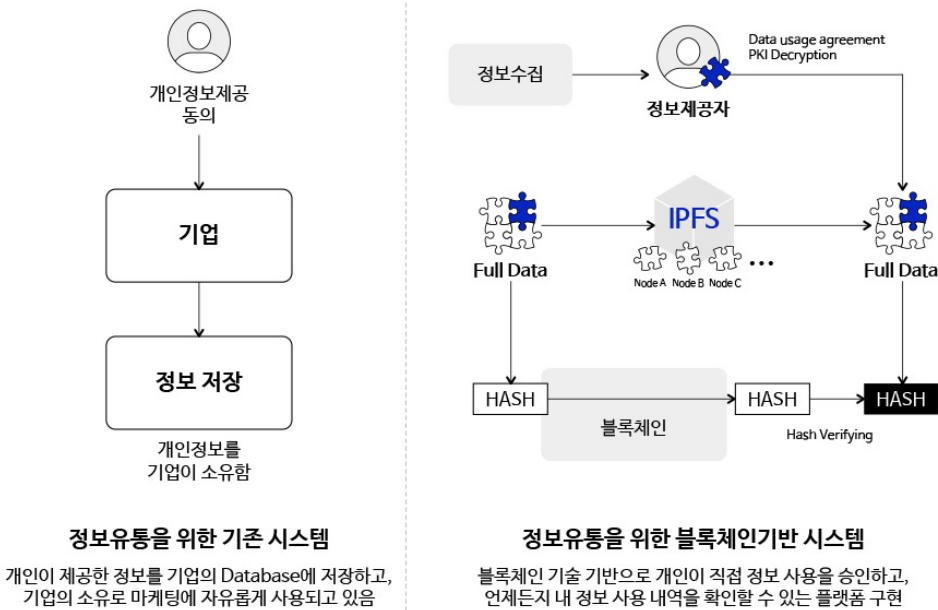 개인정보제공
동의
기업
정보 저장
개인정보를
기업이 소유함
정보유통을 위한 기존 시스템
개인이 제공한 정보를 기업의 Database에 저장하고,
기업의 소유로 마케팅에 자유롭게 사용되고 있음
정보수집
정보제공자
Data usage agreement
PKI Decryption
Full Data
IPFS
Node A Node B Node C
Full Data
HASH
블록체인
HASH
Hash Verifying
HASH
정보유통을 위한 블록체인기반 시스템
블록체인 기술 기반으로 개인이 직접 정보 사용을 승인하고,
언제든지 내 정보 사용 내역을 확인할 수 있는 플랫폼 구현